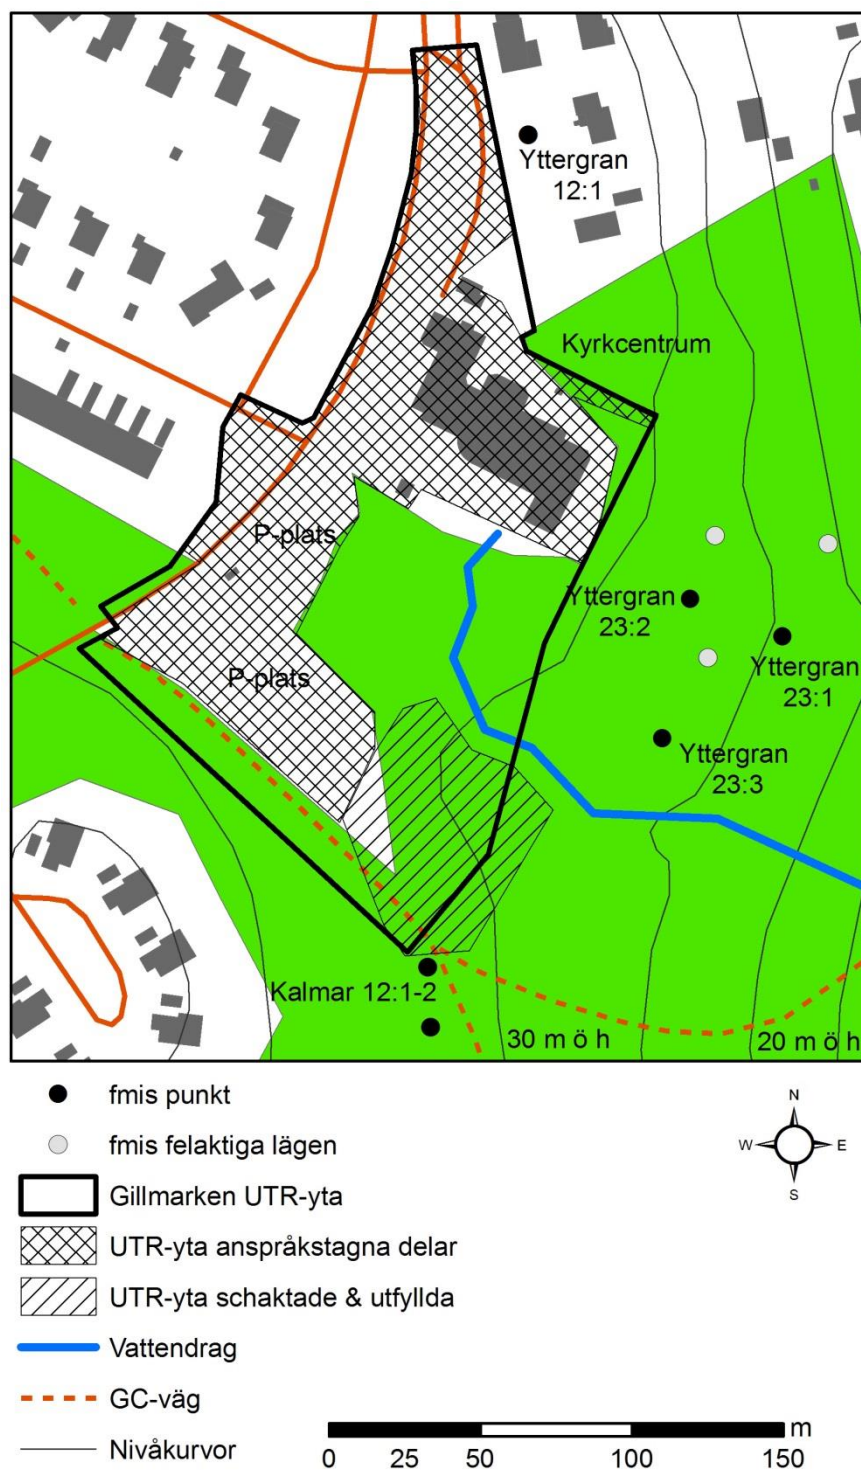 Yttergran
12:1
Kyrkcentrum
P-plats
Yttergran
23:2
Yttergran
23:1
P-plats
Yttergran
23:3
Kalmar 12:1-2
30 m ö h
20 m ö h
fmis punkt
fmis felaktiga lägen
Gillmarken UTR-yta
UTR-yta anspråkstagna delar
UTR-yta schaktade & utfyllda
Vattendrag
GC-väg
Nivåkurvor
N
W E
S
m
0 25 50 100 150